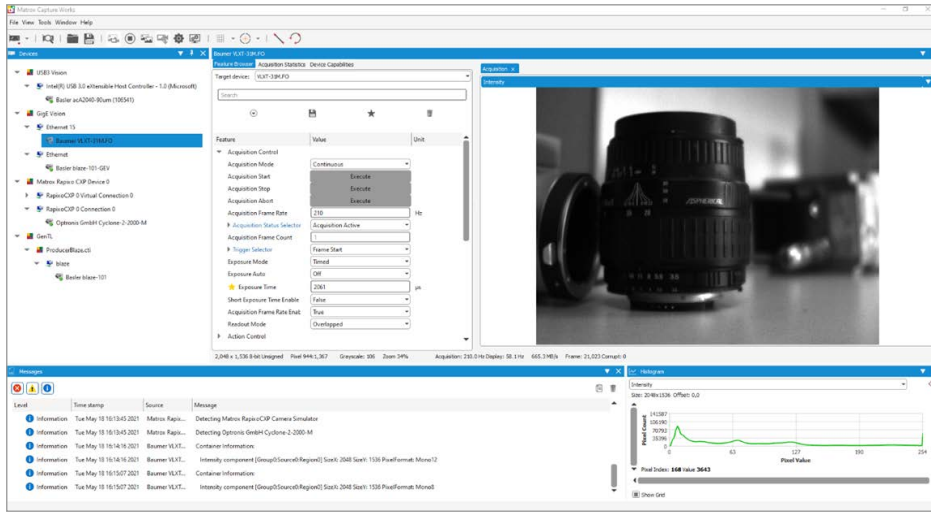 Matrox Capture Works
File View Tools Window Help
Devices
USB3 Vision
Intel(R) USB 3.0 eXtensible Host Controller - 1.0 (Microsoft)
Basler acA2040-90um (106541)
GigE Vision
Ethernet 15
Baumer VLXT-31M.FO
Ethernet
Basler blaze-101-GEV
Matrox Rapixo CXP Device 0
RapixoCXP 0 Virtual Connection 0
RapixoCXP 0 Connection 0
Optronis GmbH Cyclone-2-2000-M
GenTL
ProducerBlaze.cti
blaze
Basler blaze-101
Baumer VLXT-31M.FO
Feature Browser Acquisition Statistics Device Capabilities
Target device: VLXT-31M.FO
Search
Feature Value Unit
Acquisition Control
Acquisition Mode Continuous
Acquisition Start Execute
Acquisition Stop Execute
Acquisition Abort Execute
Acquisition Frame Rate 210 Hz
Acquisition Status Selector Acquisition Active
Acquisition Frame Count 1
Trigger Selector Frame Start
Exposure Mode Timed
Exposure Auto Off
Exposure Time 2061 µs
Short Exposure Time Enable False
Acquisition Frame Rate Enat True
Readout Mode Overlapped
Action Control
Acquisition
Intensity
ASPHERICAL
2,048 x 1,536 8-bit Unsigned Pixel 944:1,367 Grayscale: 106 Zoom 34% Acquisition: 210.0 Hz Display: 58.1 Hz 665.3 MB/s Frame: 21,023 Corrupt: 0
Messages
Level Time stamp Source Message
Information Tue May 18 16:13:45 2021 Matrox Rapix... Detecting Matrox RapixoCXP Camera Simulator
Information Tue May 18 16:13:45 2021 Matrox Rapix... Detecting Optronis GmbH Cyclone-2-2000-M
Information Tue May 18 16:14:16 2021 Baumer VLXT... Container Information:
Information Tue May 18 16:14:16 2021 Baumer VLXT... Intensity component [Group0:Source0:Region0] SizeX: 2048 SizeY: 1536 PixelFormat: Mono12
Information Tue May 18 16:15:07 2021 Baumer VLXT... Container Information:
Information Tue May 18 16:15:07 2021 Baumer VLXT... Intensity component [Group0:Source0:Region0] SizeX: 2048 SizeY: 1536 PixelFormat: Mono8
Histogram
Intensity
Size: 2048x1536 Offset: 0,0
Pixel Count
141587
106190
70792
35396
0
0 63 127 190 254
Pixel Value
Pixel Index: 168 Value 3643
Show Grid